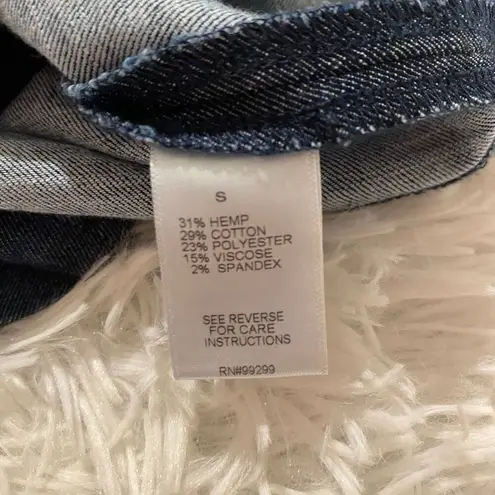 S
31% HEMP
29% COTTON
23% POLYESTER
15% VISCOSE
2% SPANDEX
SEE REVERSE
FOR CARE
INSTRUCTIONS
RN#99299